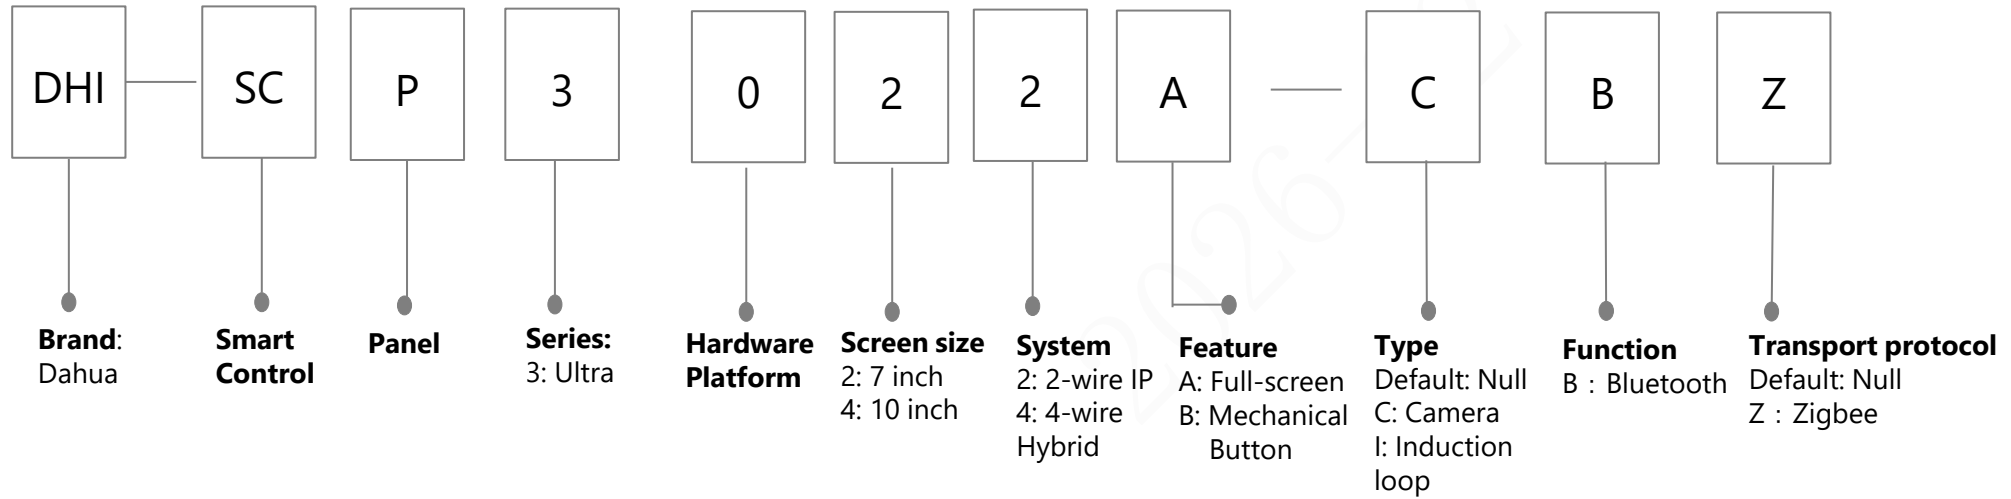 DHI
SC
P
3
0
2
2
A
C
B
Z
Brand:
Dahua
Smart
Control
Panel
Series:
3: Ultra
Hardware
Platform
Screen size
2: 7 inch
4: 10 inch
System
2: 2-wire IP
4: 4-wire
Hybrid
Feature
A: Full-screen
B: Mechanical
Button
Type
Default: Null
C: Camera
I: Induction
loop
Function
B : Bluetooth
Transport protocol
Default: Null
Z : Zigbee